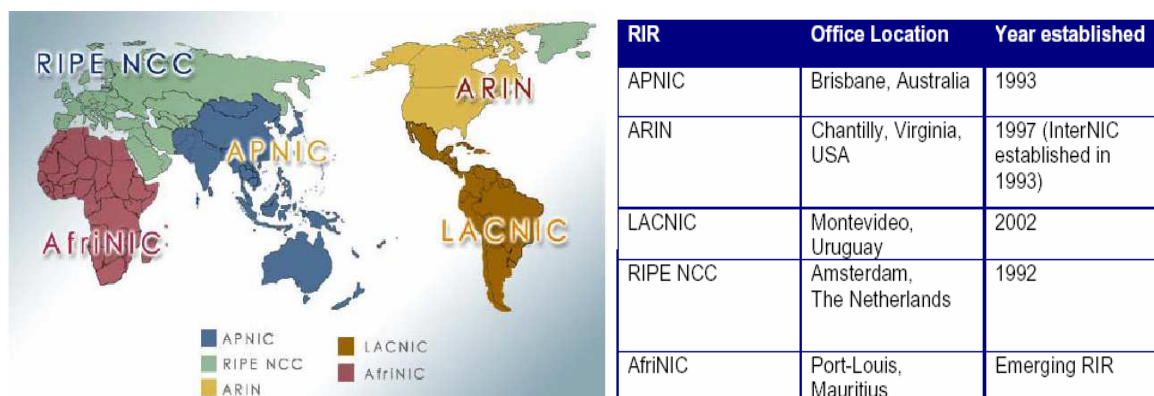 RIPE NCC
ARIN
APNIC
AfriNIC
LACNIC
APNIC
RIPE NCC
ARIN
LACNIC
AfriNIC
RIR Office Location Year established
APNIC Brisbane, Australia 1993
ARIN Chantilly, Virginia, 1997 (InterNIC
USA established in
1993)
LACNIC Montevideo, 2002
Uruguay
RIPE NCC Amsterdam, 1992
The Netherlands
AfriNIC Port-Louis, Emerging RIR
Mauritius